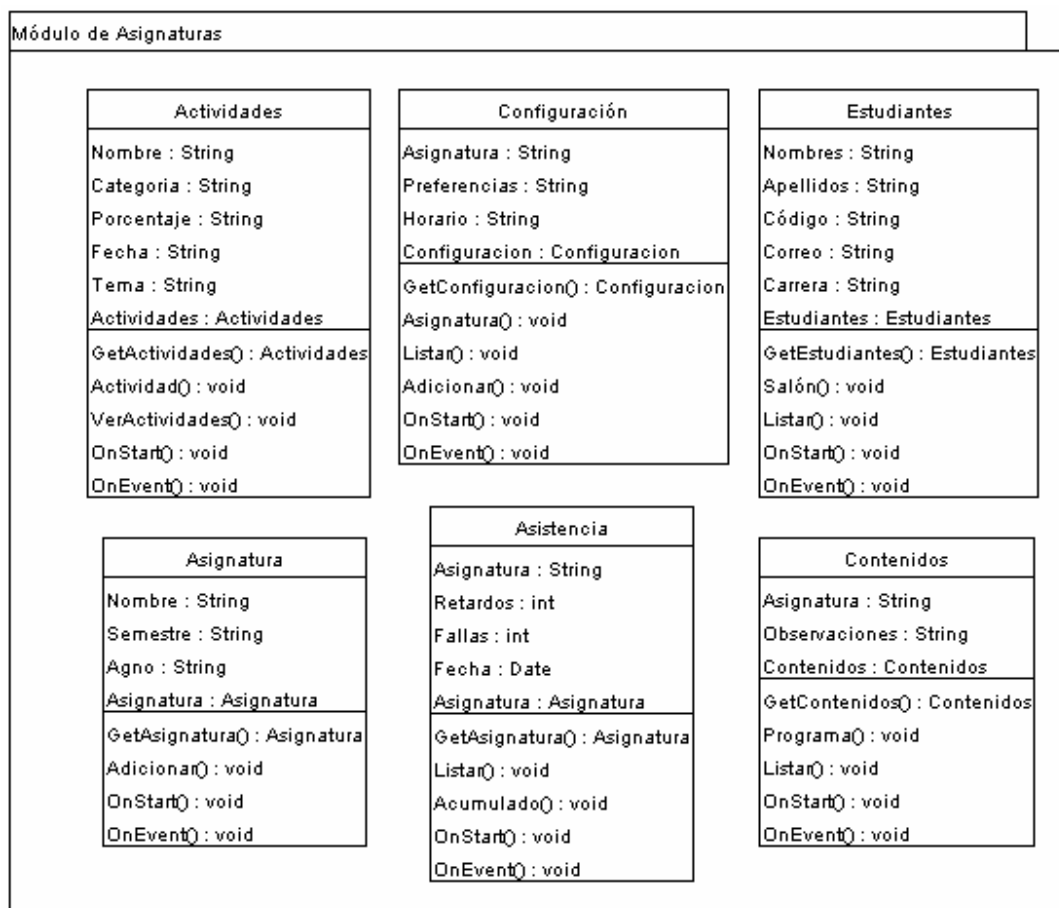 Módulo de Asignaturas
Actividades
Nombre : String
Categoria : String
Porcentaje : String
Fecha : String
Tema : String
Actividades : Actividades
GetActividades() : Actividades
Actividad() : void
VerActividades() : void
OnStart() : void
OnEvent() : void
Configuración
Asignatura : String
Preferencias : String
Horario : String
Configuracion : Configuracion
GetConfiguracion() : Configuracion
Asignatura() : void
Listar() : void
Adicionar() : void
OnStart() : void
OnEvent() : void
Estudiantes
Nombres : String
Apellidos : String
Código : String
Correo : String
Carrera : String
Estudiantes : Estudiantes
GetEstudiantes() : Estudiantes
Salón() : void
Listar() : void
OnStart() : void
OnEvent() : void
Asignatura
Nombre : String
Semestre : String
Agno : String
Asignatura : Asignatura
GetAsignatura() : Asignatura
Adicionar() : void
OnStart() : void
OnEvent() : void
Asistencia
Asignatura : String
Retardos : int
Fallas : int
Fecha : Date
Asignatura : Asignatura
GetAsignatura() : Asignatura
Listar() : void
Acumulado() : void
OnStart() : void
OnEvent() : void
Contenidos
Asignatura : String
Observaciones : String
Contenidos : Contenidos
GetContenidos() : Contenidos
Programa() : void
Listar() : void
OnStart() : void
OnEvent() : void